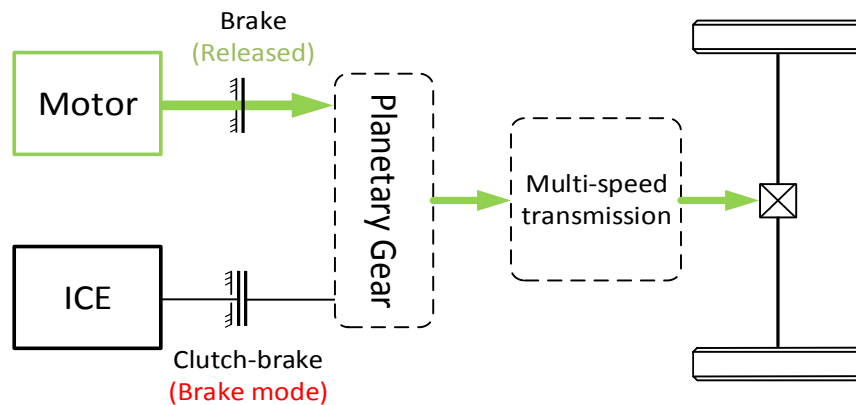 Brake
(Released)
Motor
Planetary Gear
Multi-speed
transmission
ICE
Clutch-brake
(Brake mode)